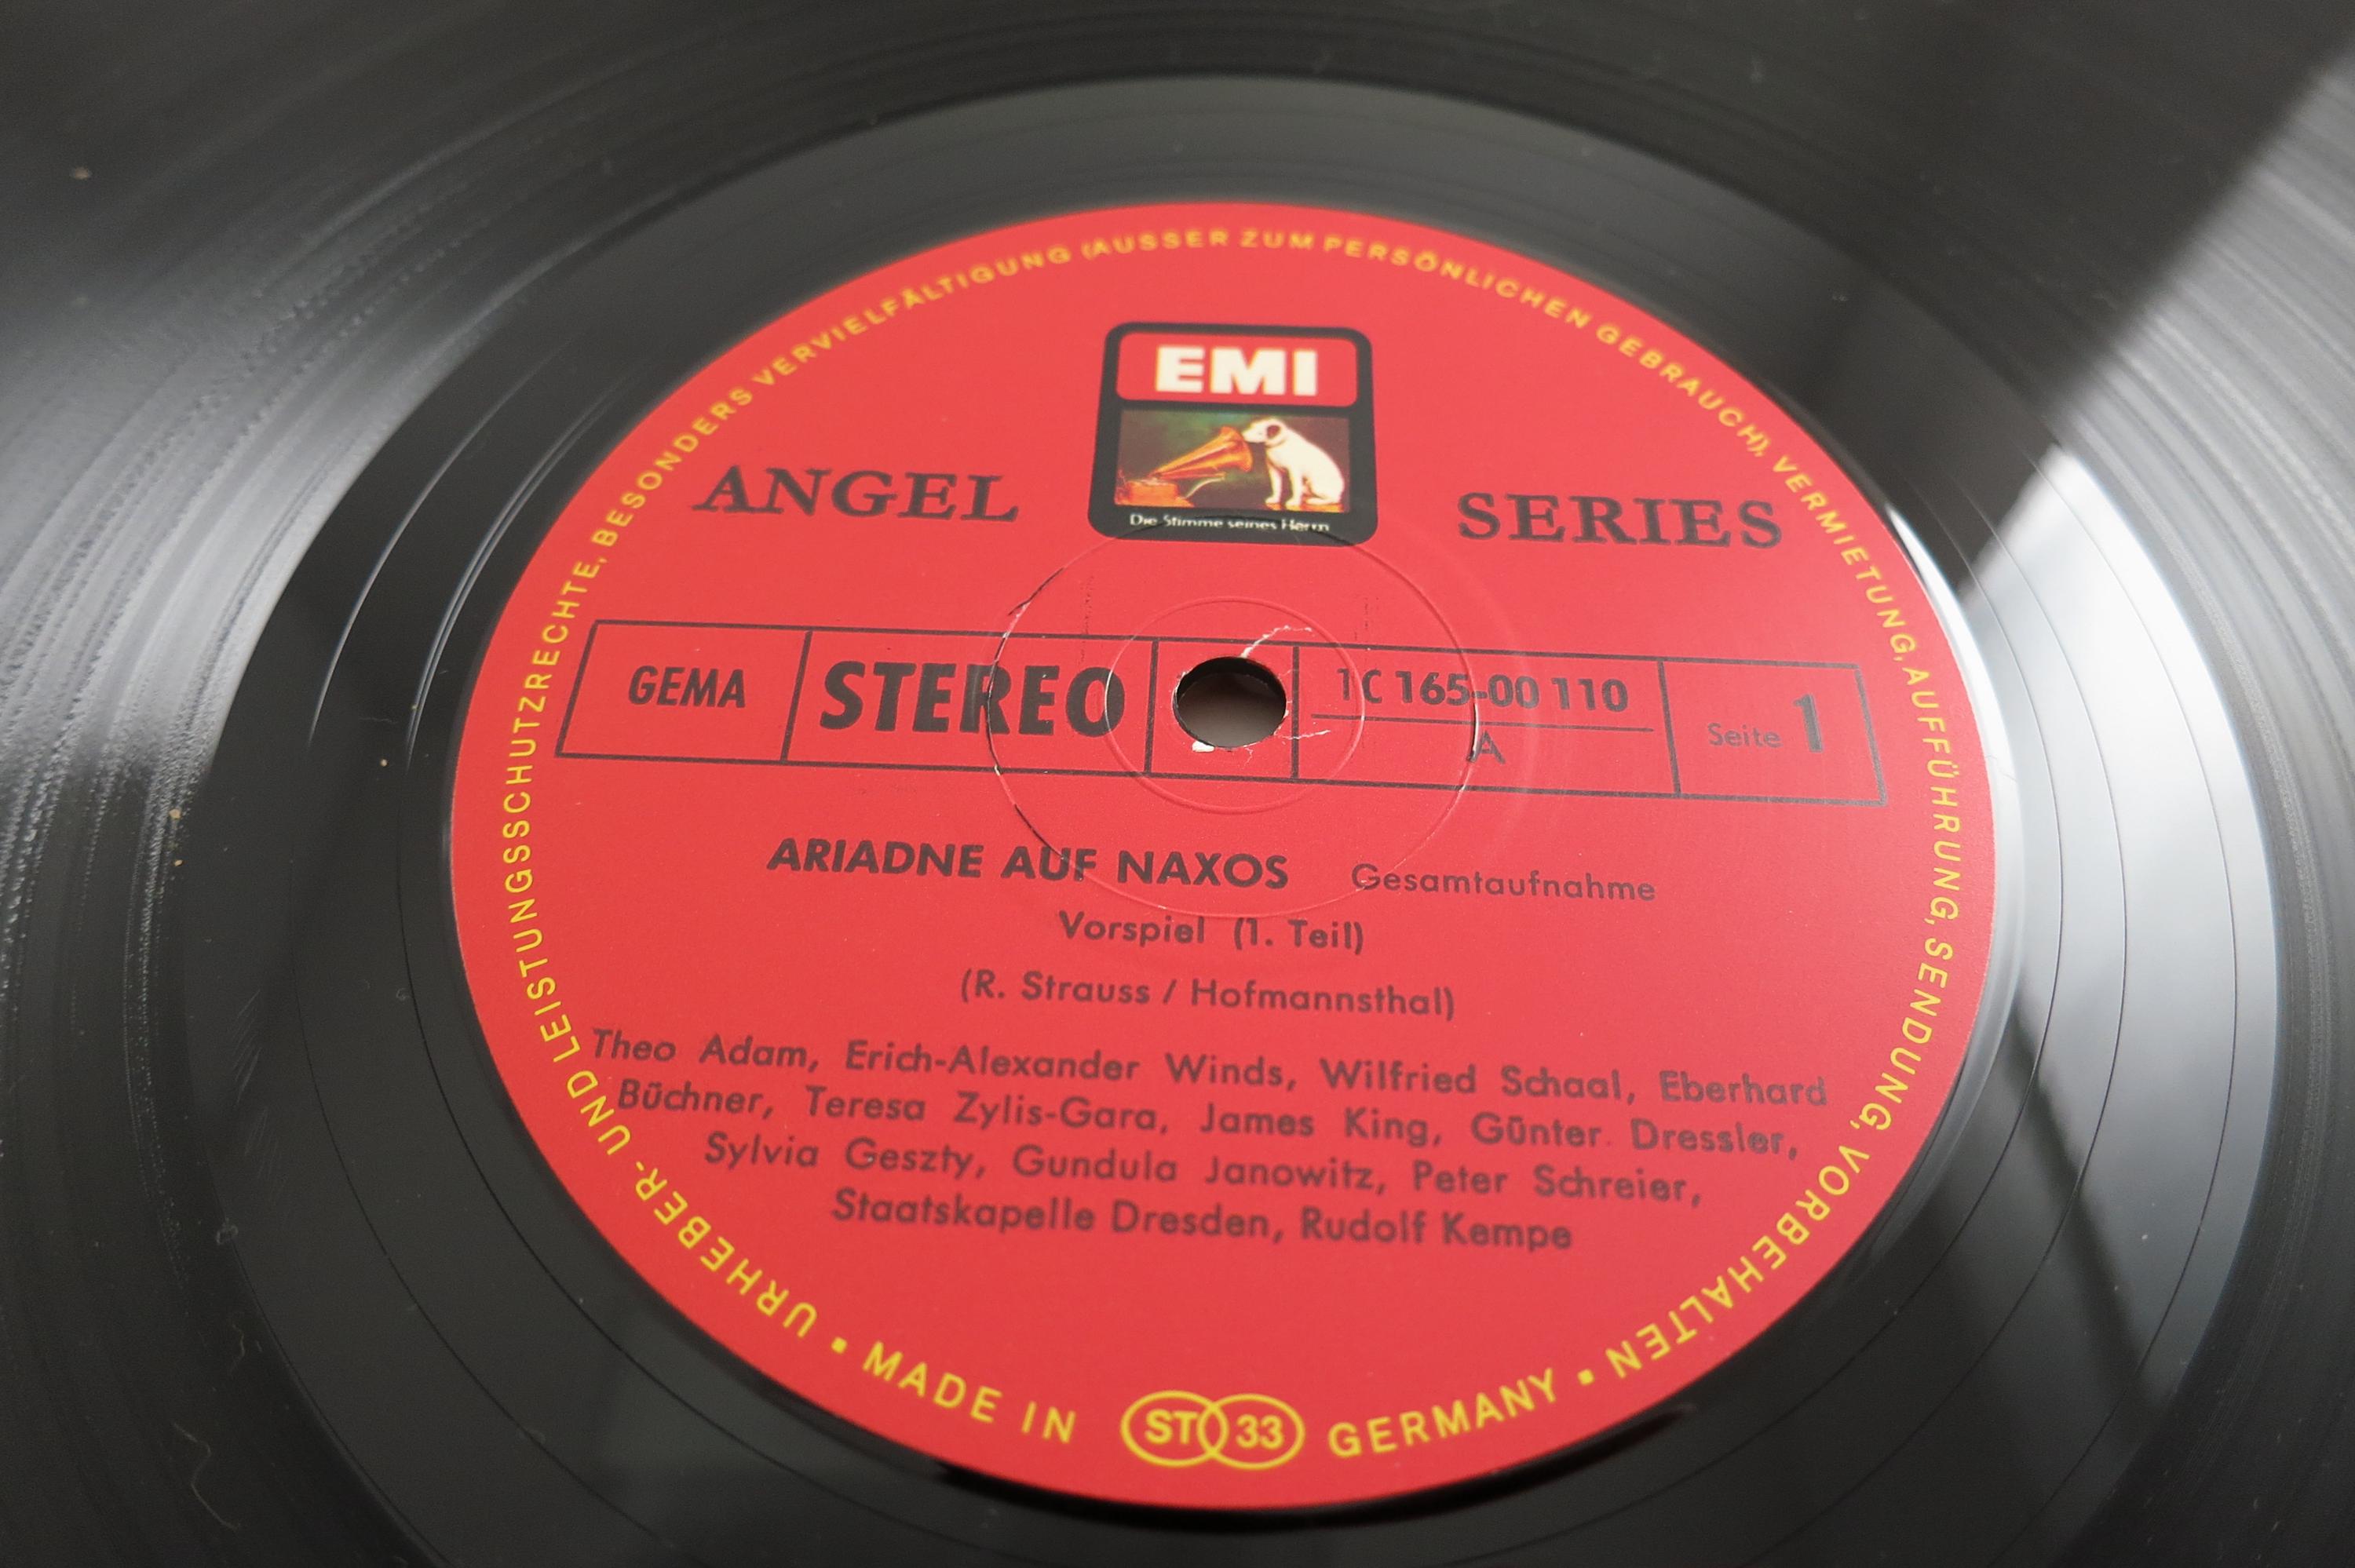 EMI
Die Stimme seines Herrn
ANGEL SERIES
GEMA STEREO 1C 165-00 110 Seite 1
A
ARIADNE AUF NAXOS Gesamtaufnahme
Vorspiel (1. Teil)
(R. Strauss / Hofmannsthal)
Theo Adam, Erich-Alexander Winds, Wilfried Schaal, Eberhard
Büchner, Teresa Zylis-Gara, James King, Günter Dressler,
Sylvia Geszty, Gundula Janowitz, Peter Schreier,
Staatskapelle Dresden, Rudolf Kempe
URHEBER- UND LEISTUNGSSCHUTZRECHTE, BESONDERS VERVIELFÄLTIGUNG (AUSSER ZUM PERSÖNLICHEN GEBRAUCH), VERMIETUNG, AUFFÜHRUNG, SENDUNG, VORBEHALTEN
• MADE IN ST 33 GERMANY •